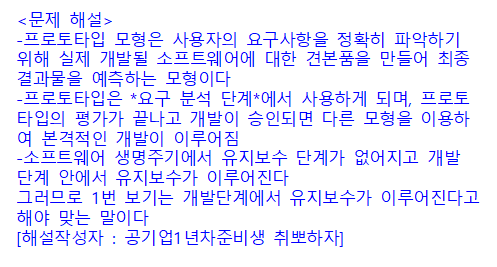 <문제 해설>
-프로토타입 모형은 사용자의 요구사항을 정확히 파악하기
위해 실제 개발될 소프트웨어에 대한 견본품을 만들어 최종
결과물을 예측하는 모형이다
-프로토타입은 *요구 분석 단계*에서 사용하게 되며, 프로토
타입의 평가가 끝나고 개발이 승인되면 다른 모형을 이용하
여 본격적인 개발이 이루어짐
-소프트웨어 생명주기에서 유지보수 단계가 없어지고 개발
단계 안에서 유지보수가 이루어진다
그러므로 1번 보기는 개발단계에서 유지보수가 이루어진다고
해야 맞는 말이다
[해설작성자 : 공기업1년차준비생 취뽀하자]